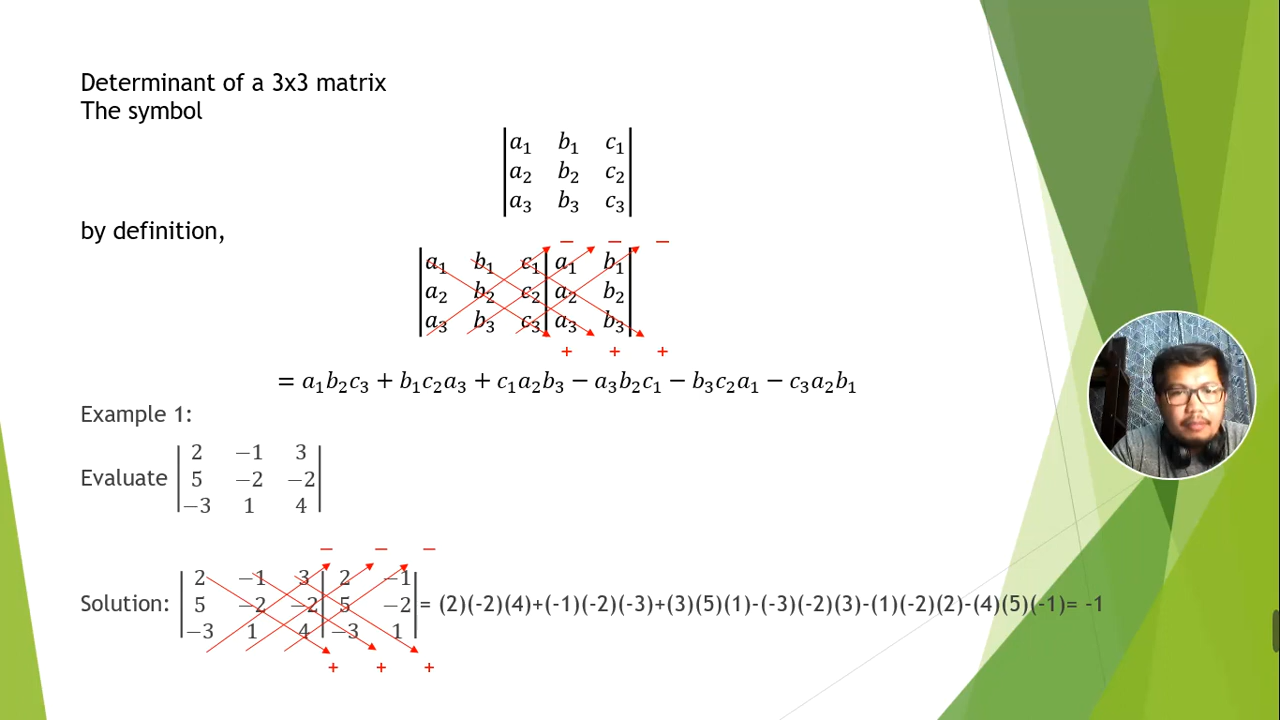 Determinant of a 3x3 matrix
The symbol
a₁ b₁ c₁
a₂ b₂ c₂
a₃ b₃ c₃
by definition,
− − −
a₁ b₁ c₁ a₁ b₁
a₂ b₂ c₂ a₂ b₂
a₃ b₃ c₃ a₃ b₃
+ + +
= a₁b₂c₃ + b₁c₂a₃ + c₁a₂b₃ − a₃b₂c₁ − b₃c₂a₁ − c₃a₂b₁
Example 1:
2 −1 3
Evaluate 5 −2 −2
−3 1 4
− − −
2 −1 3 2 −1
Solution: 5 −2 −2 5 −2 = (2)(-2)(4)+(-1)(-2)(-3)+(3)(5)(1)-(-3)(-2)(3)-(1)(-2)(2)-(4)(5)(-1)= -1
−3 1 4 −3 1
+ + +